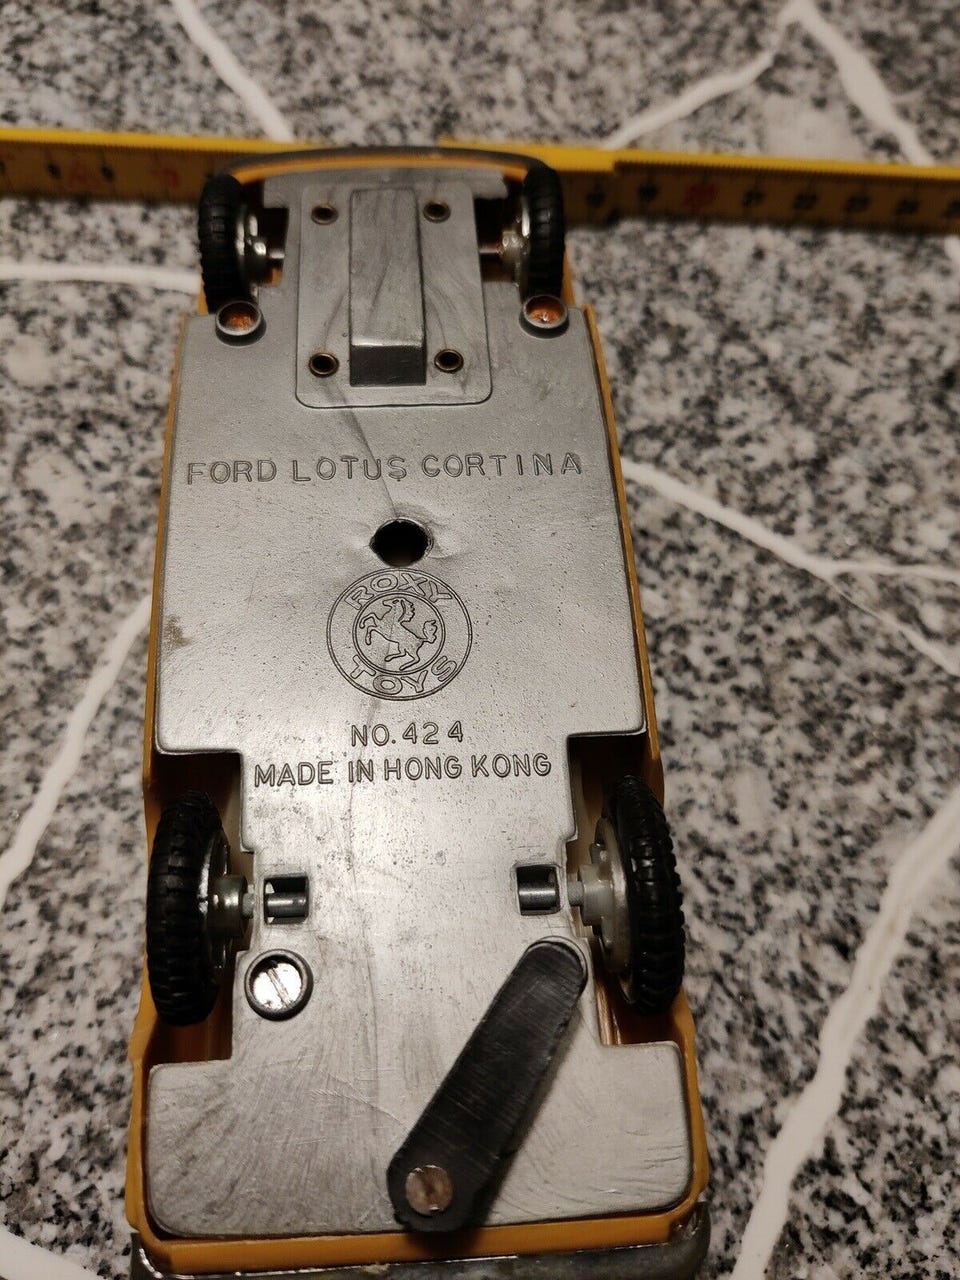 FORD LOTUS CORTINA
ROXY
TOYS
NO. 424
MADE IN HONG KONG